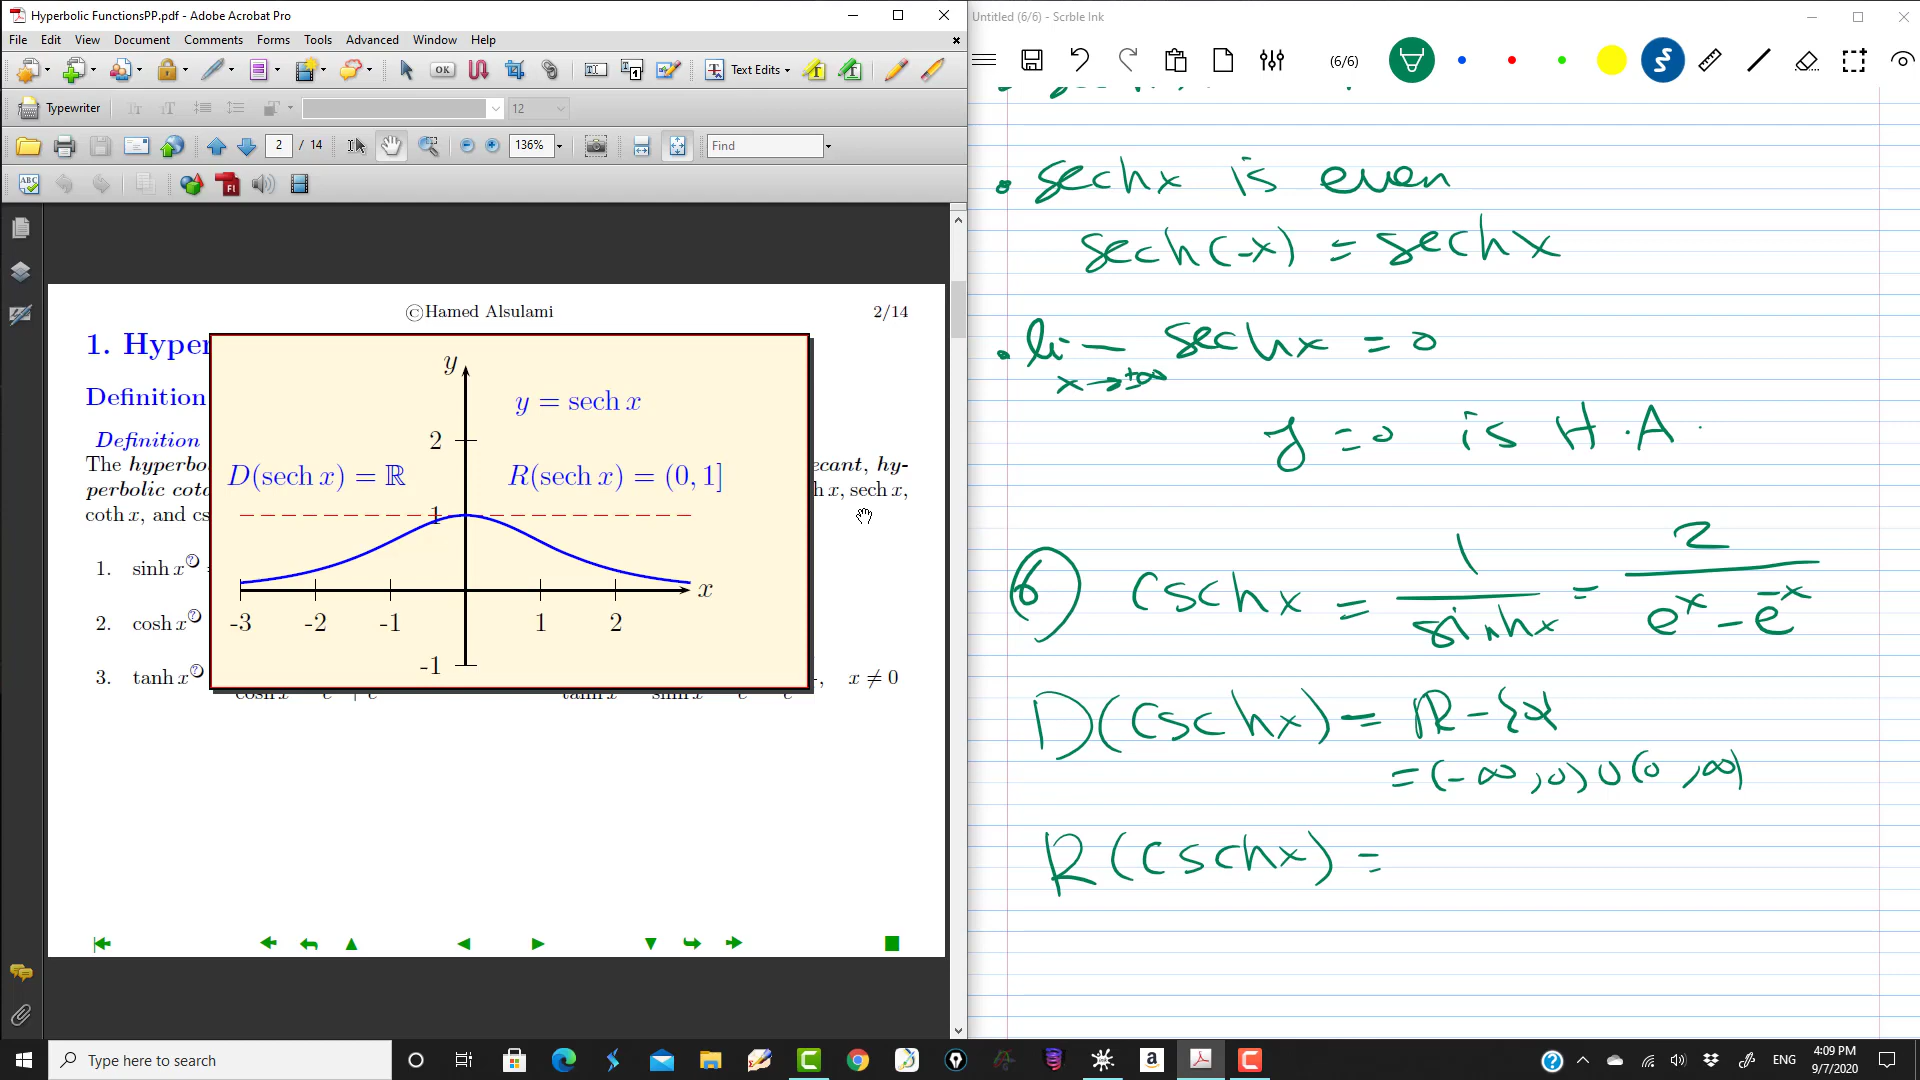 Hyperbolic FunctionsPP.pdf - Adobe Acrobat Pro
File Edit View Document Comments Forms Tools Advanced Window Help
OK Text Edits
Typewriter 12
2 / 14 136% Find
©Hamed Alsulami 2/14
1. Hyper
Definition
Definition
The hyperbo ecant, hy-
perbolic coto h x, sech x,
coth x, and cs
1. sinh x
2. cosh x
3. tanh x , x ≠ 0
y
y = sech x
2
D(sech x) = ℝ R(sech x) = (0, 1]
1
x
-3 -2 -1 1 2
-1
Untitled (6/6) - Scrble Ink
(6/6)
• sechx is even
sech(-x) = sechx
• lim sechx = 0
x→±∞
y = 0 is H.A.
⑥ cschx = 1/sinhx = 2/(e^x - e^-x)
D(cschx) = ℝ - {0}
= (-∞, 0) ∪ (0, ∞)
R(cschx) =
Type here to search
ENG
4:09 PM
9/7/2020